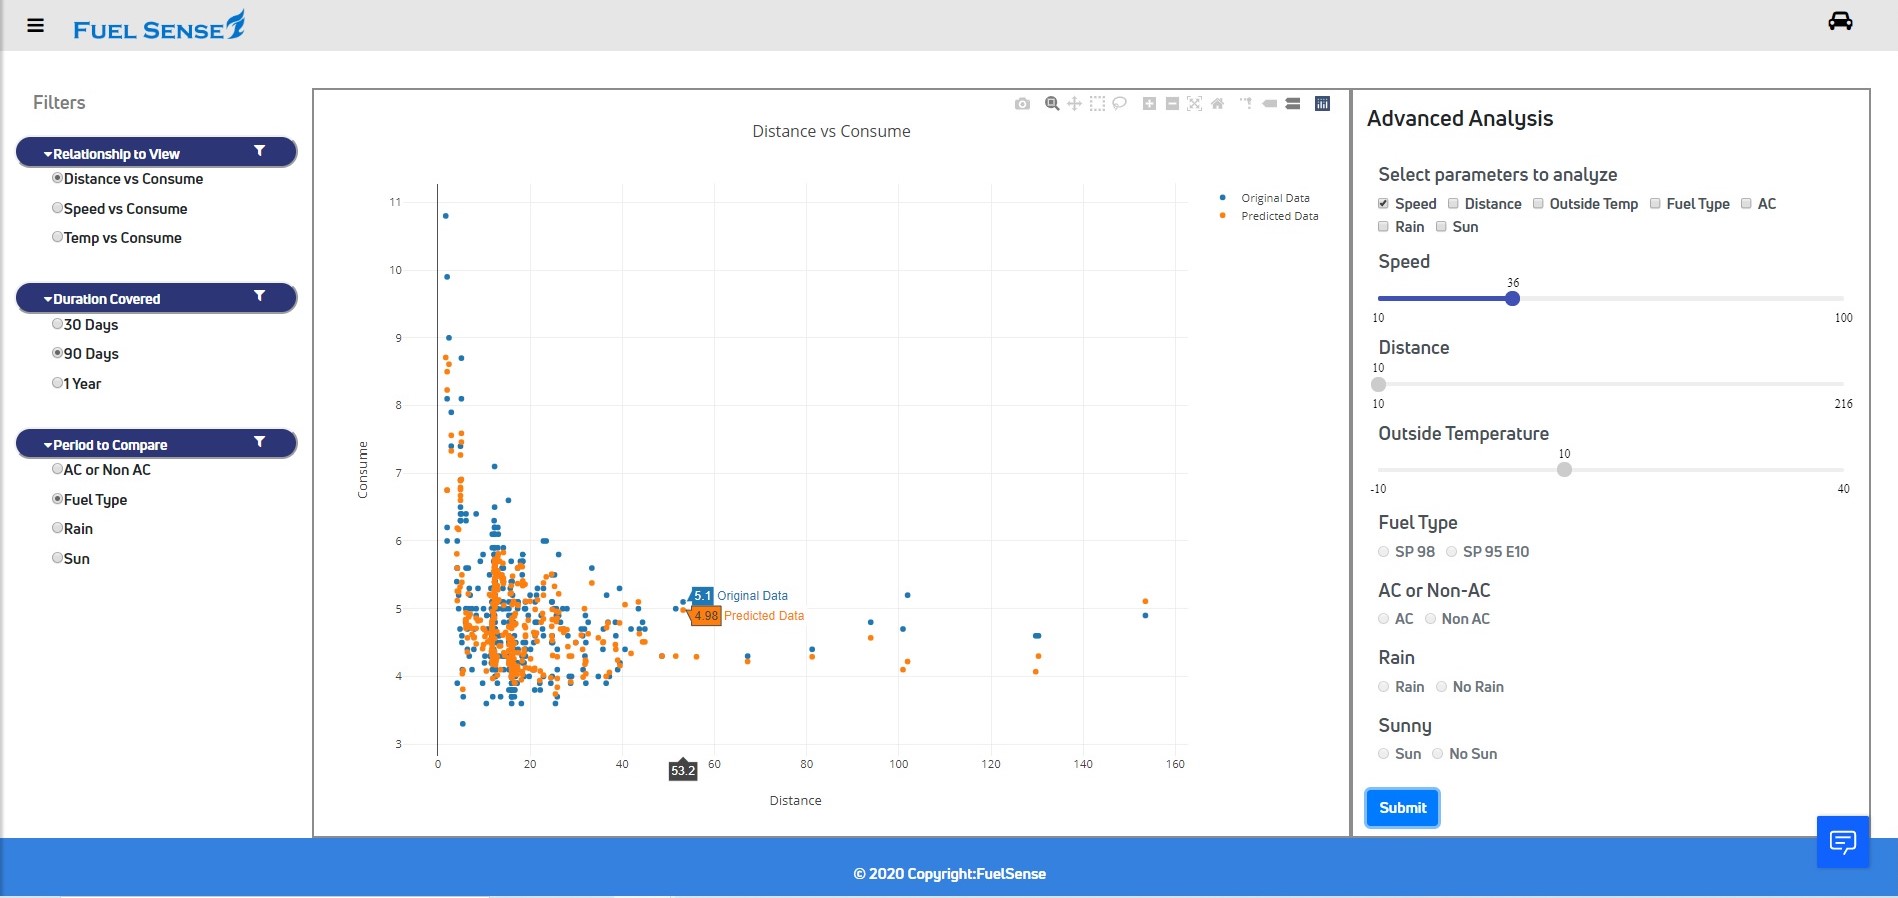 FUEL SENSE
Filters
Relationship to View
Distance vs Consume
Speed vs Consume
Temp vs Consume
Duration Covered
30 Days
90 Days
1 Year
Period to Compare
AC or Non AC
Fuel Type
Rain
Sun
Distance vs Consume
Original Data
Predicted Data
11
10
9
8
7
6
5
4
3
Consume
5.1 Original Data
4.98 Predicted Data
0 20 40 60 80 100 120 140 160
53.2
Distance
Advanced Analysis
Select parameters to analyze
Speed Distance Outside Temp Fuel Type AC
Rain Sun
Speed
36
10 100
Distance
10
10 216
Outside Temperature
10
-10 40
Fuel Type
SP 98 SP 95 E10
AC or Non-AC
AC Non AC
Rain
Rain No Rain
Sunny
Sun No Sun
Submit
© 2020 Copyright:FuelSense